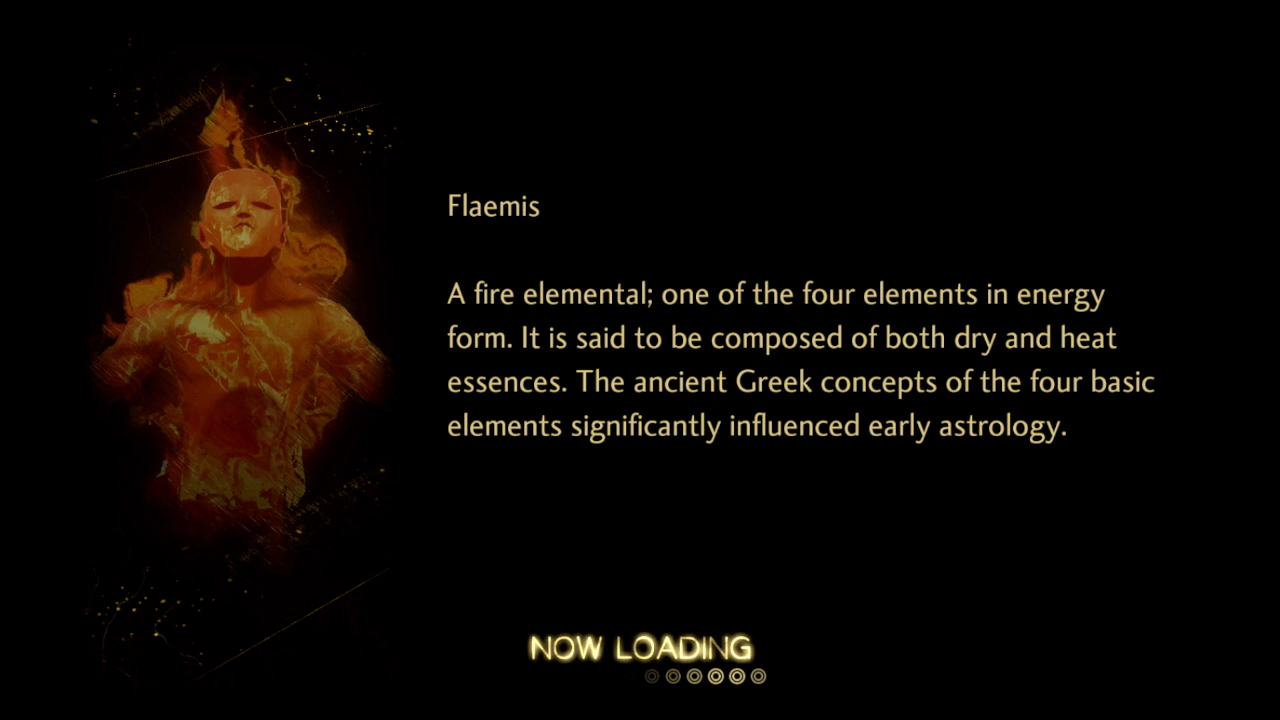 Flaemis
A fire elemental; one of the four elements in energy
form. It is said to be composed of both dry and heat
essences. The ancient Greek concepts of the four basic
elements significantly influenced early astrology.
NOW LOADING